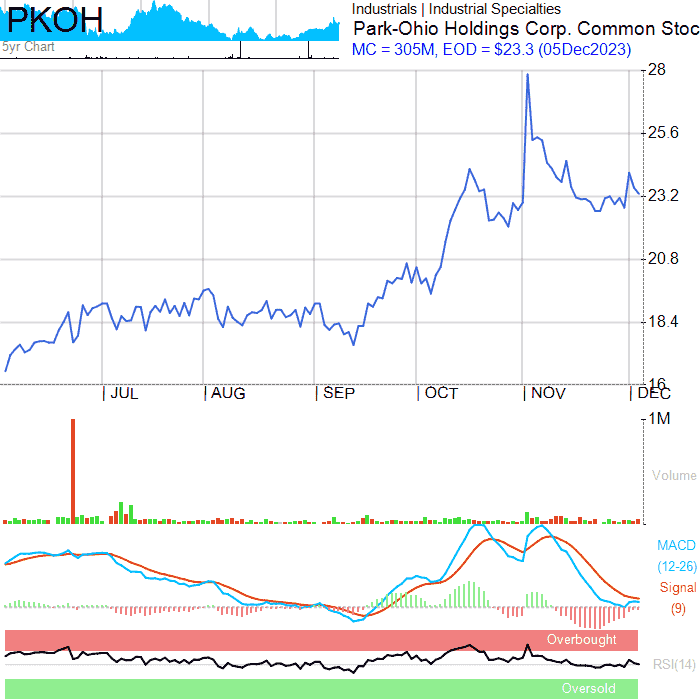 PKOH
5yr Chart
Industrials | Industrial Specialties
Park-Ohio Holdings Corp. Common Stoc
MC = 305M, EOD = $23.3 (05Dec2023)
28
25.6
23.2
20.8
18.4
16
| JUL | AUG | SEP | OCT | NOV | DEC
1M
Volume
MACD
(12-26)
Signal
(9)
Overbought
RSI(14)
Oversold